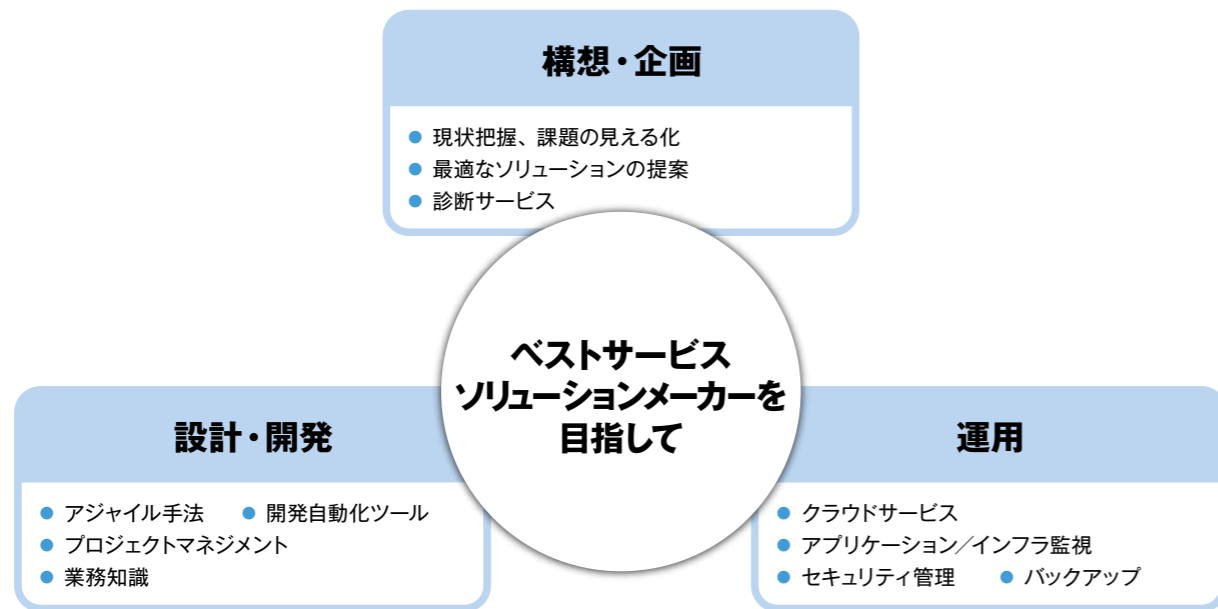 構想・企画
● 現状把握、課題の見える化
● 最適なソリューションの提案
● 診断サービス
ベストサービス
ソリューションメーカーを
目指して
設計・開発
● アジャイル手法 ● 開発自動化ツール
● プロジェクトマネジメント
● 業務知識
運用
● クラウドサービス
● アプリケーション／インフラ監視
● セキュリティ管理 ● バックアップ